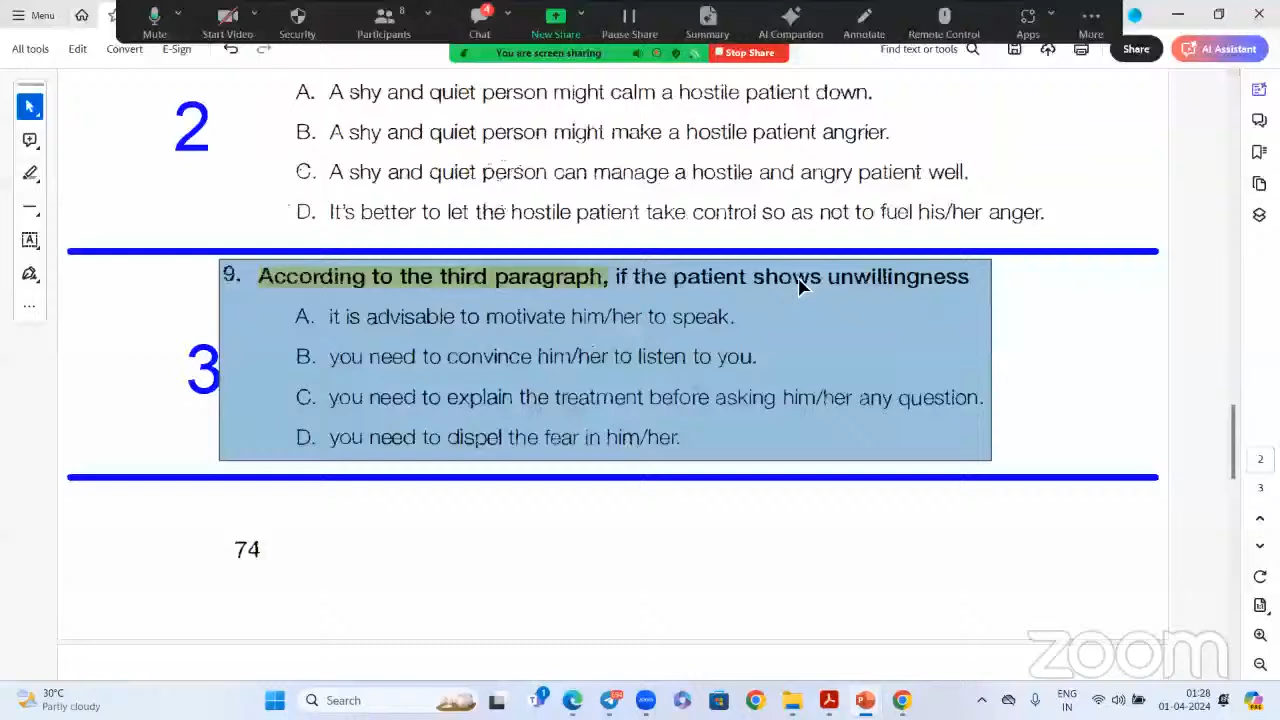 Menu
8
4
Mute
Start Video
Security
Participants
Chat
New Share
Pause Share
Summary
AI Companion
Annotate
Remote Control
Apps
More
All tools
Edit
Convert
E-Sign
You are screen sharing
Stop Share
Find text or tools
Share
AI Assistant
2
A. A shy and quiet person might calm a hostile patient down.
B. A shy and quiet person might make a hostile patient angrier.
C. A shy and quiet person can manage a hostile and angry patient well.
D. It's better to let the hostile patient take control so as not to fuel his/her anger.
9. According to the third paragraph, if the patient shows unwillingness
A. it is advisable to motivate him/her to speak.
B. you need to convince him/her to listen to you.
C. you need to explain the treatment before asking him/her any question.
D. you need to dispel the fear in him/her.
3
74
2
3
zoom
30°C
Partly cloudy
Search
ENG
IN
01:28
01-04-2024